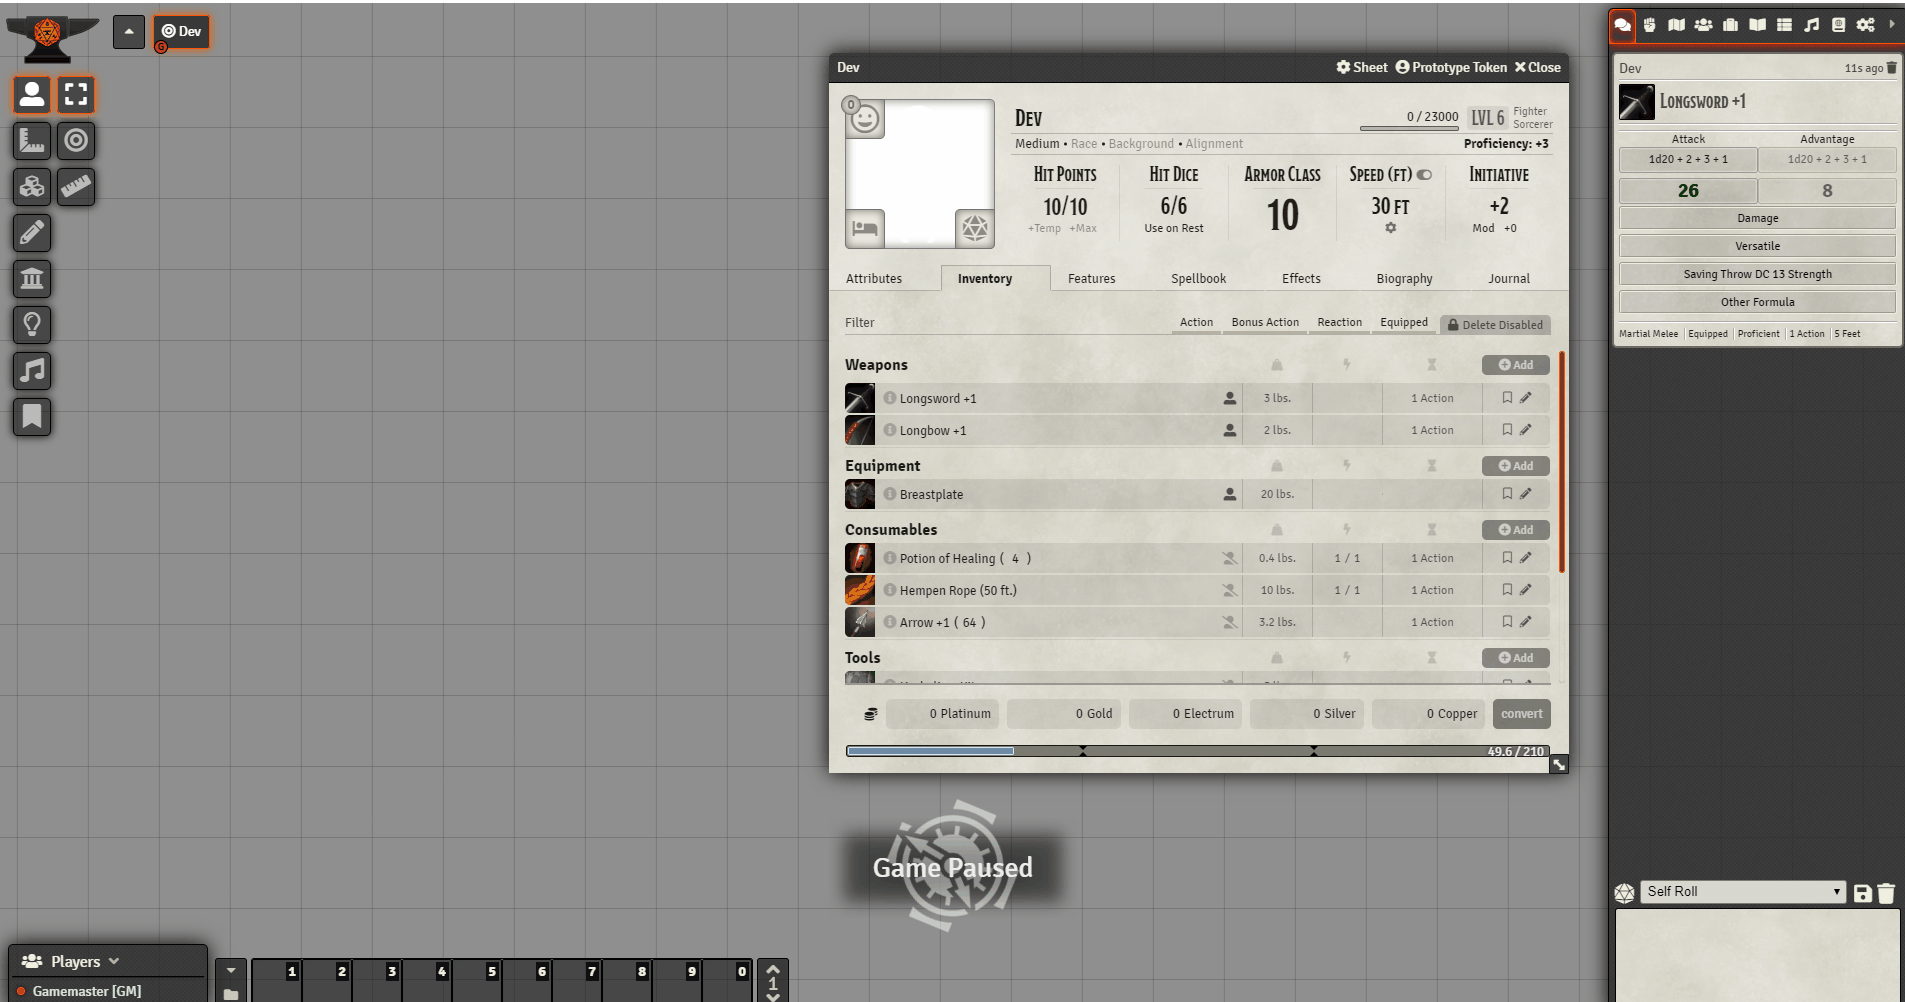 Dev
G
Dev
Sheet
Prototype Token
Close
0
Dev
0 / 23000
LVL 6
Fighter
Sorcerer
Medium • Race • Background • Alignment
Proficiency: +3
Hit Points
10/10
+Temp +Max
Hit Dice
6/6
Use on Rest
Armor Class
10
Speed (FT)
30 FT
Initiative
+2
Mod +0
Attributes
Inventory
Features
Spellbook
Effects
Biography
Journal
Filter
Action
Bonus Action
Reaction
Equipped
Delete Disabled
Weapons
Add
Longsword +1
3 lbs.
1 Action
Longbow +1
2 lbs.
1 Action
Equipment
Add
Breastplate
20 lbs.
Consumables
Add
Potion of Healing ( 4 )
0.4 lbs.
1 / 1
1 Action
Hempen Rope (50 ft.)
10 lbs.
1 / 1
1 Action
Arrow +1 ( 64 )
3.2 lbs.
1 Action
Tools
Add
0 Platinum
0 Gold
0 Electrum
0 Silver
0 Copper
convert
49.6 / 210
Game Paused
Dev
11s ago
Longsword +1
Attack
Advantage
1d20 + 2 + 3 + 1
1d20 + 2 + 3 + 1
26
8
Damage
Versatile
Saving Throw DC 13 Strength
Other Formula
Martial Melee
Equipped
Proficient
1 Action
5 Feet
Self Roll
Players
Gamemaster [GM]
1 2 3 4 5 6 7 8 9 0
1